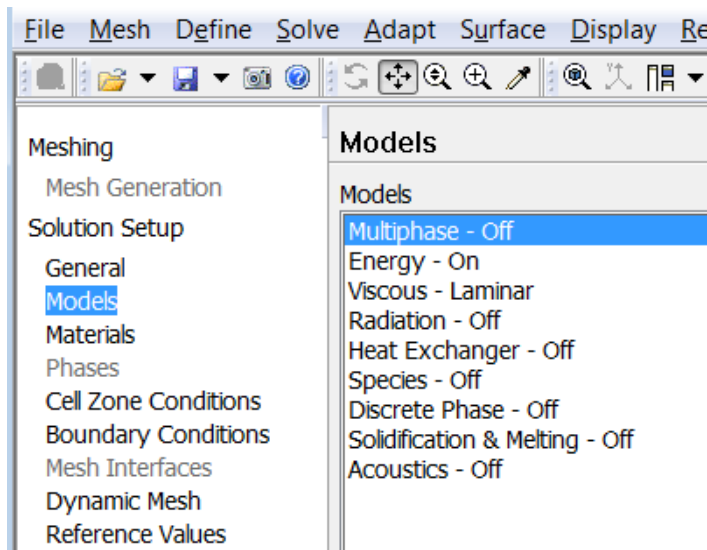 File Mesh Define Solve Adapt Surface Display Re
Meshing
Mesh Generation
Solution Setup
General
Models
Materials
Phases
Cell Zone Conditions
Boundary Conditions
Mesh Interfaces
Dynamic Mesh
Reference Values
Models
Models
Multiphase - Off
Energy - On
Viscous - Laminar
Radiation - Off
Heat Exchanger - Off
Species - Off
Discrete Phase - Off
Solidification & Melting - Off
Acoustics - Off